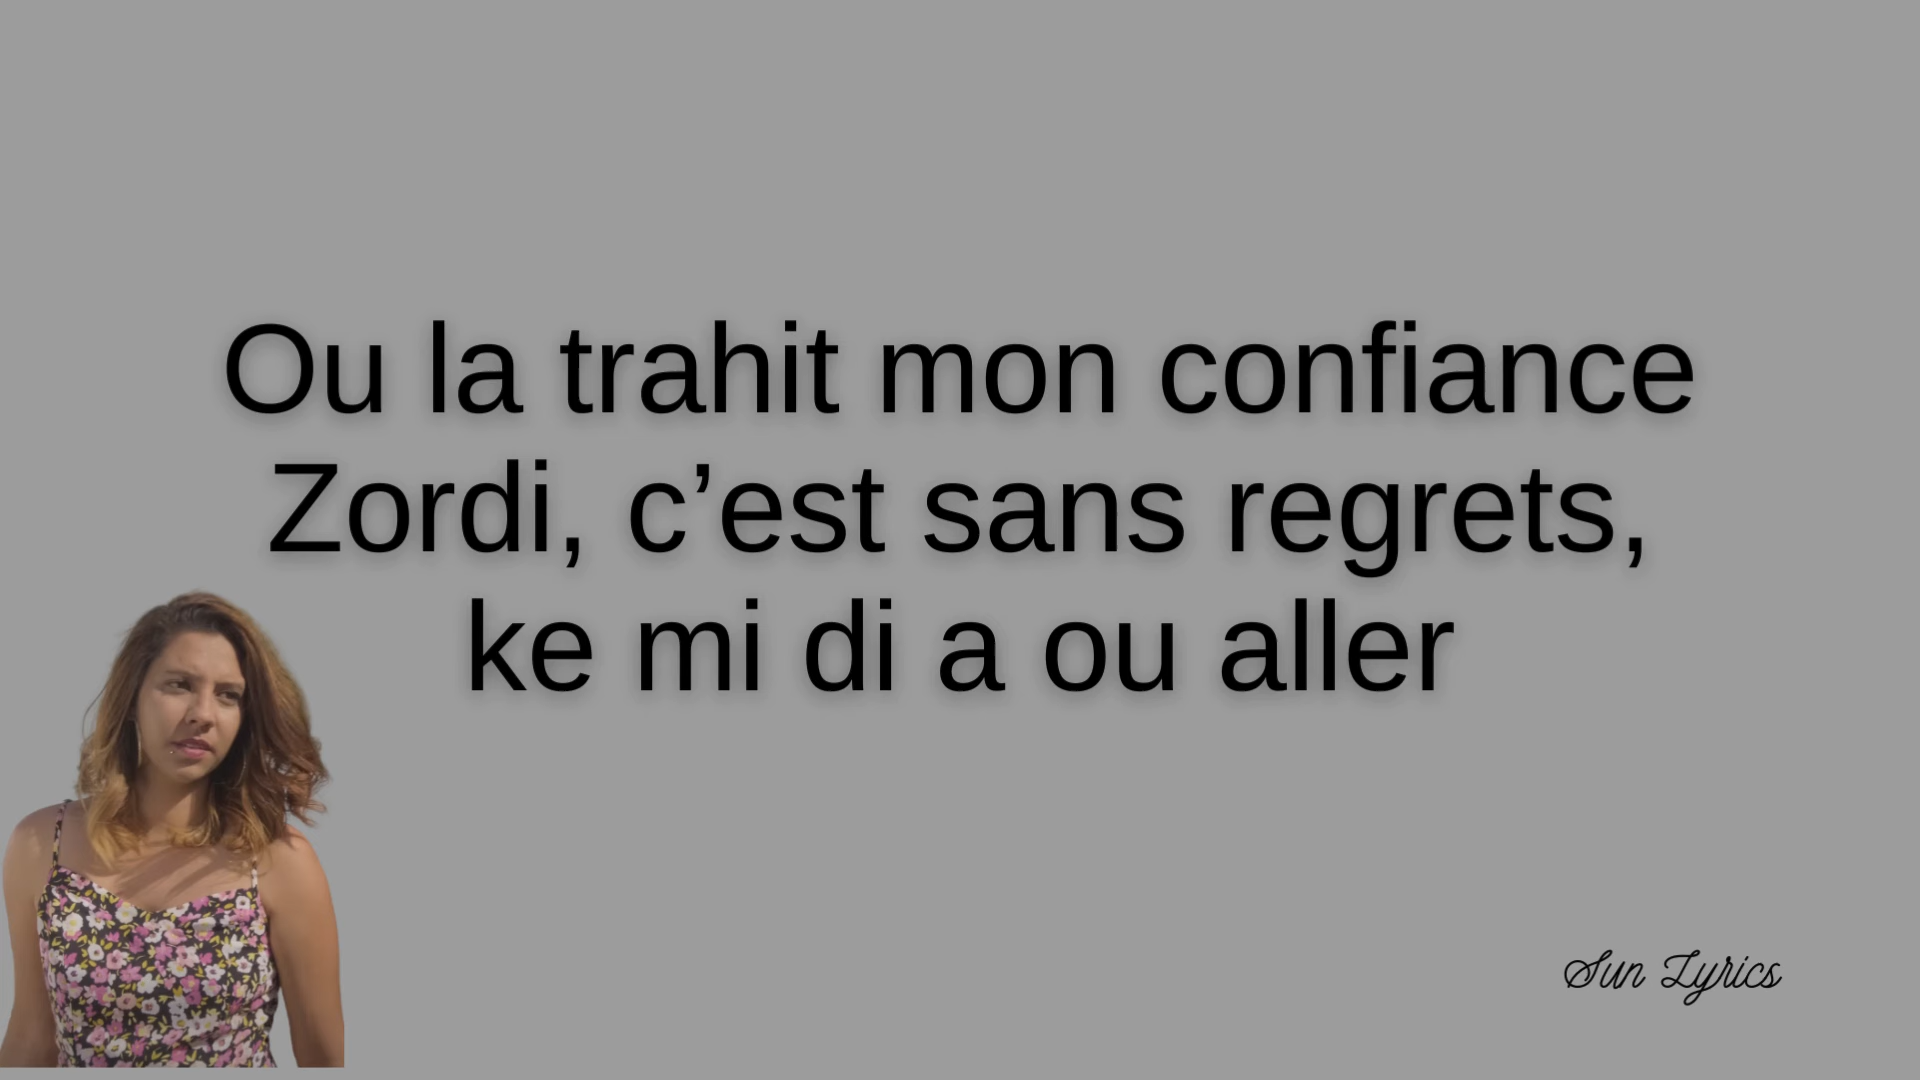 Ou la trahit mon confiance
Zordi, c’est sans regrets,
ke mi di a ou aller
Sun Lyrics